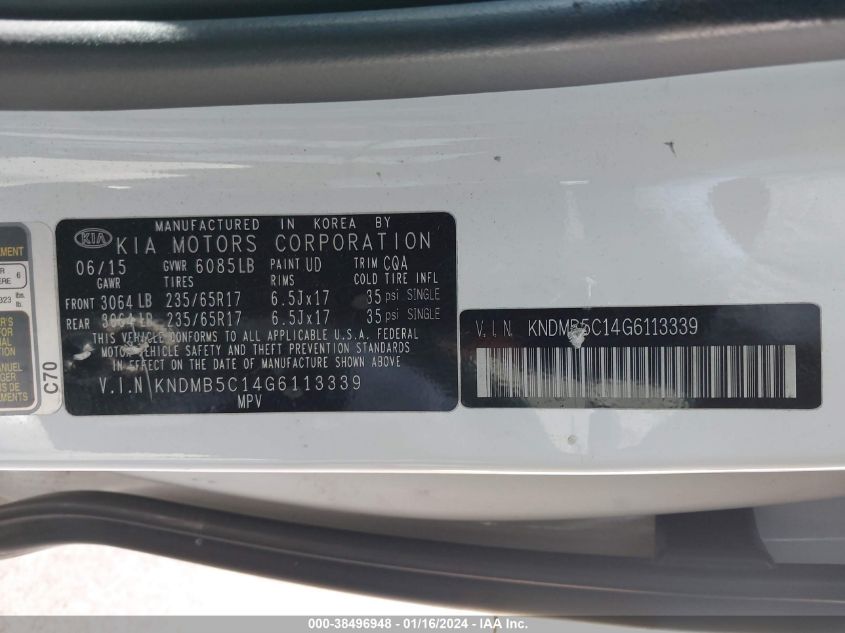 MANUFACTURED IN KOREA BY
KIA KIA MOTORS CORPORATION
06/15 GVWR 6085LB PAINT UD TRIM CQA
GAWR TIRES RIMS COLD TIRE INFL
FRONT 3064 LB 235/65R17 6.5Jx17 35 psi SINGLE
REAR 3064 LB 235/65R17 6.5Jx17 35 psi SINGLE
THIS VEHICLE CONFORMS TO ALL APPLICABLE U.S.A. FEDERAL
MOTOR VEHICLE SAFETY AND THEFT PREVENTION STANDARDS
IN EFFECT ON THE DATE OF MANUFACTURE SHOWN ABOVE
V.I.N KNDMB5C14G6113339
MPV
C70
V.I.N KNDMB5C14G6113339
000-38496948 - 01/16/2024 - IAA Inc.